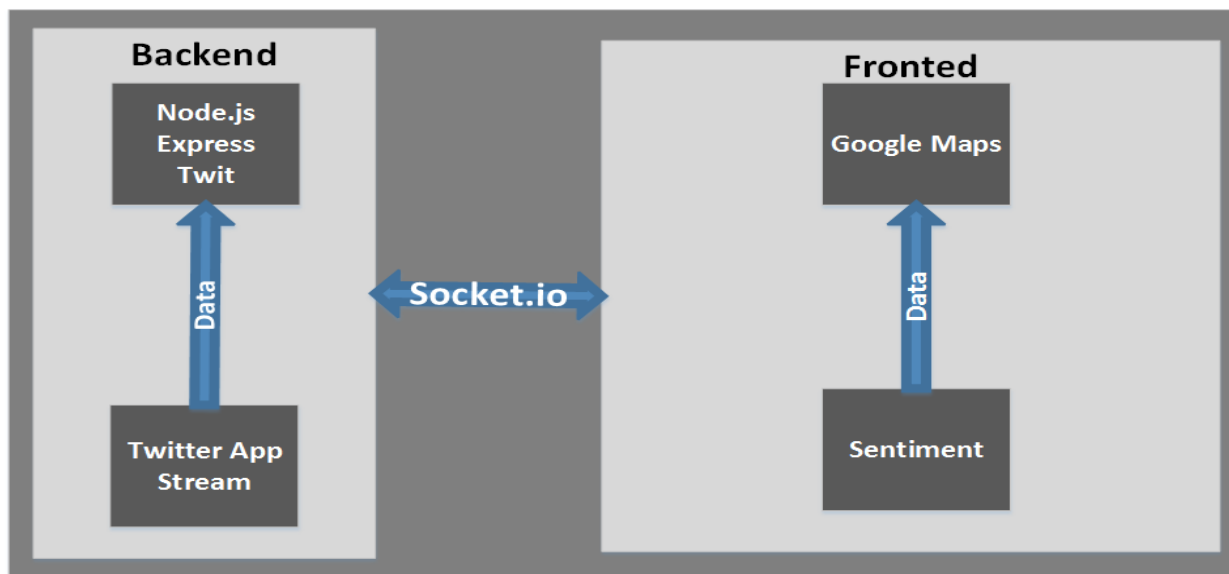 Backend
Node.js
Express
Twit
Data
Twitter App
Stream
Socket.io
Fronted
Google Maps
Data
Sentiment